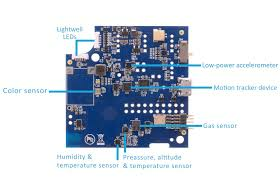 Lightwell
LEDs
Low-power accelerometer
Color sensor
Motion tracker device
Gas sensor
Humidity &
temperature sensor
Preassure, altitude
& temperature sensor